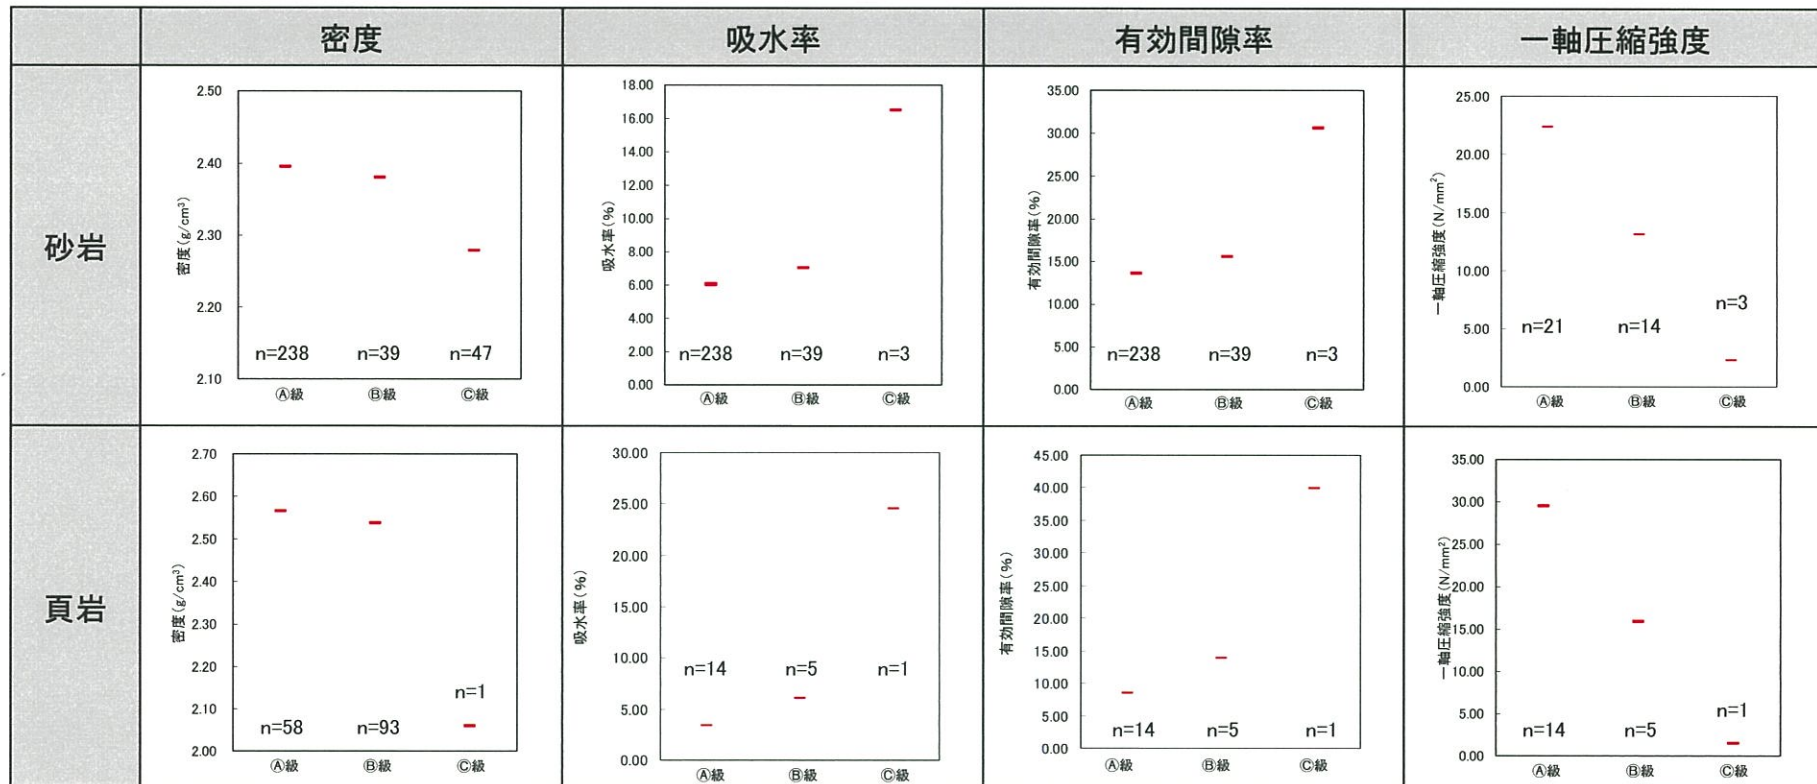 密度
吸水率
有効間隙率
一軸圧縮強度
砂岩
密度(g/cm³)
2.50
2.40
2.30
2.20
2.10
n=238
n=39
n=47
Ⓐ級
Ⓑ級
Ⓒ級
吸水率(%)
18.00
16.00
14.00
12.00
10.00
8.00
6.00
4.00
2.00
0.00
n=238
n=39
n=3
Ⓐ級
Ⓑ級
Ⓒ級
有効間隙率(%)
35.00
30.00
25.00
20.00
15.00
10.00
5.00
0.00
n=238
n=39
n=3
Ⓐ級
Ⓑ級
Ⓒ級
一軸圧縮強度(N/mm²)
25.00
20.00
15.00
10.00
5.00
0.00
n=21
n=14
n=3
Ⓐ級
Ⓑ級
Ⓒ級
頁岩
密度(g/cm³)
2.70
2.60
2.50
2.40
2.30
2.20
2.10
2.00
n=58
n=93
n=1
Ⓐ級
Ⓑ級
Ⓒ級
吸水率(%)
30.00
25.00
20.00
15.00
10.00
5.00
0.00
n=14
n=5
n=1
Ⓐ級
Ⓑ級
Ⓒ級
有効間隙率(%)
45.00
40.00
35.00
30.00
25.00
20.00
15.00
10.00
5.00
0.00
n=14
n=5
n=1
Ⓐ級
Ⓑ級
Ⓒ級
一軸圧縮強度(N/mm²)
35.00
30.00
25.00
20.00
15.00
10.00
5.00
0.00
n=14
n=5
n=1
Ⓐ級
Ⓑ級
Ⓒ級